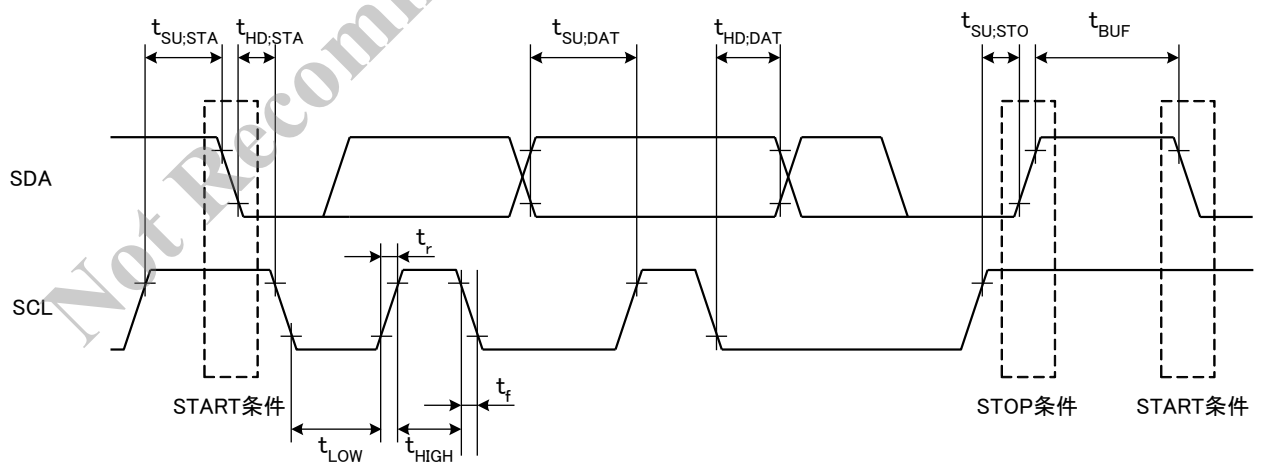 Not Recomm
tSU;STA
tHD;STA
tSU;DAT
tHD;DAT
tSU;STO
tBUF
SDA
tr
SCL
tf
START条件
STOP条件
START条件
tLOW
tHIGH